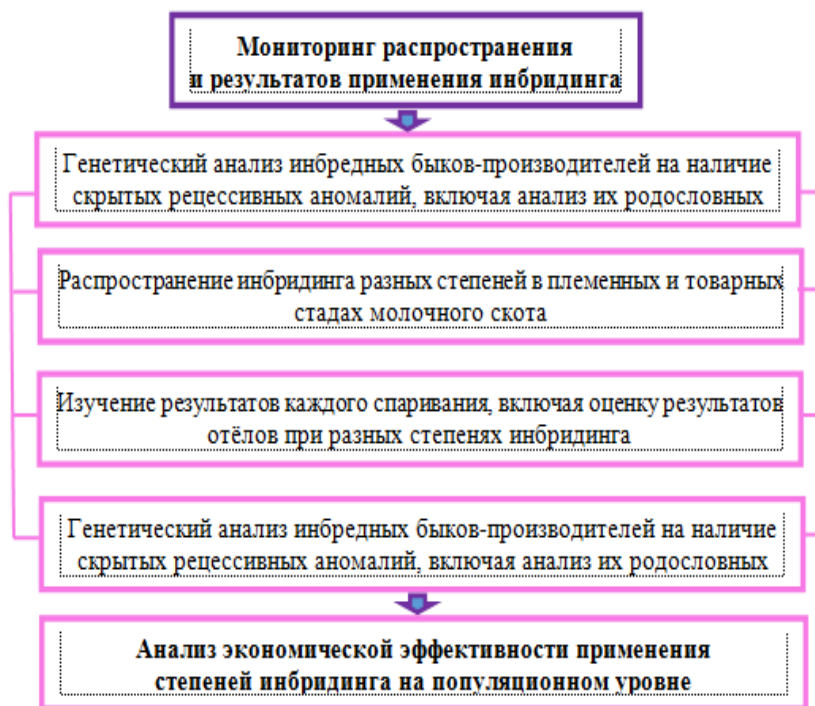 Мониторинг распространения
и результатов применения инбридинга
Генетический анализ инбредных быков-производителей на наличие
скрытых рецессивных аномалий, включая анализ их родословных
Распространение инбридинга разных степеней в племенных и товарных
стадах молочного скота
Изучение результатов каждого спаривания, включая оценку результатов
отёлов при разных степенях инбридинга
Генетический анализ инбредных быков-производителей на наличие
скрытых рецессивных аномалий, включая анализ их родословных
Анализ экономической эффективности применения
степеней инбридинга на популяционном уровне